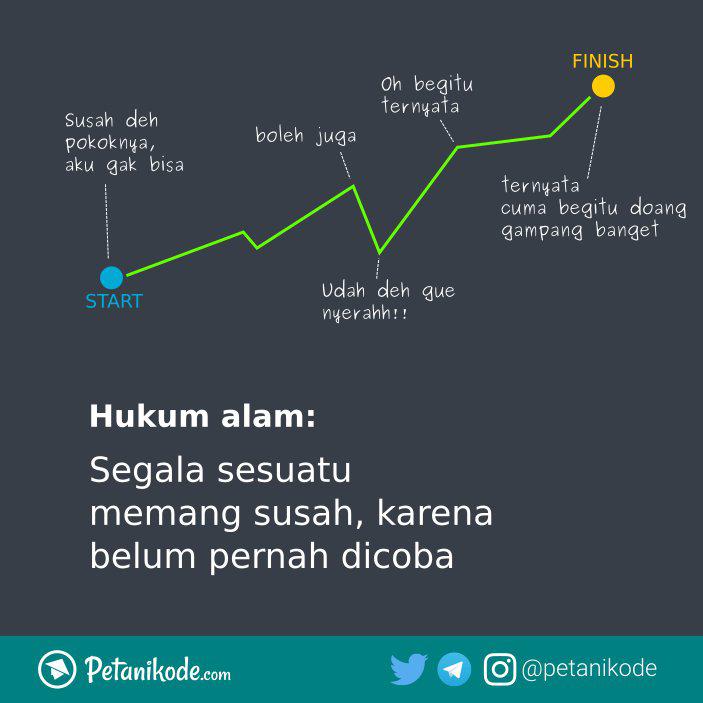 FINISH
Oh begitu
ternyata
Susah deh
pokoknya,
aku gak bisa
boleh juga
ternyata
cuma begitu doang
gampang banget
START
Udah deh gue
nyerahh!!
Hukum alam:
Segala sesuatu
memang susah, karena
belum pernah dicoba
Petanikode.com
@petanikode